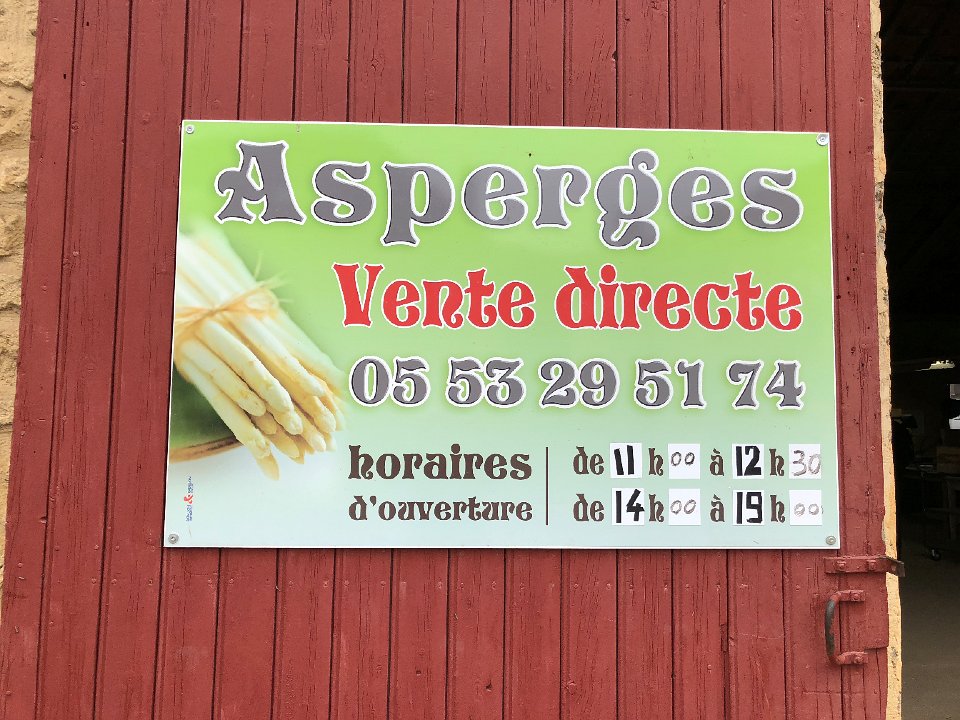 Asperges
Vente directe
05 53 29 51 74
horaires
d'ouverture
de 11 h 00 à 12 h 30
de 14 h 00 à 19 h 00